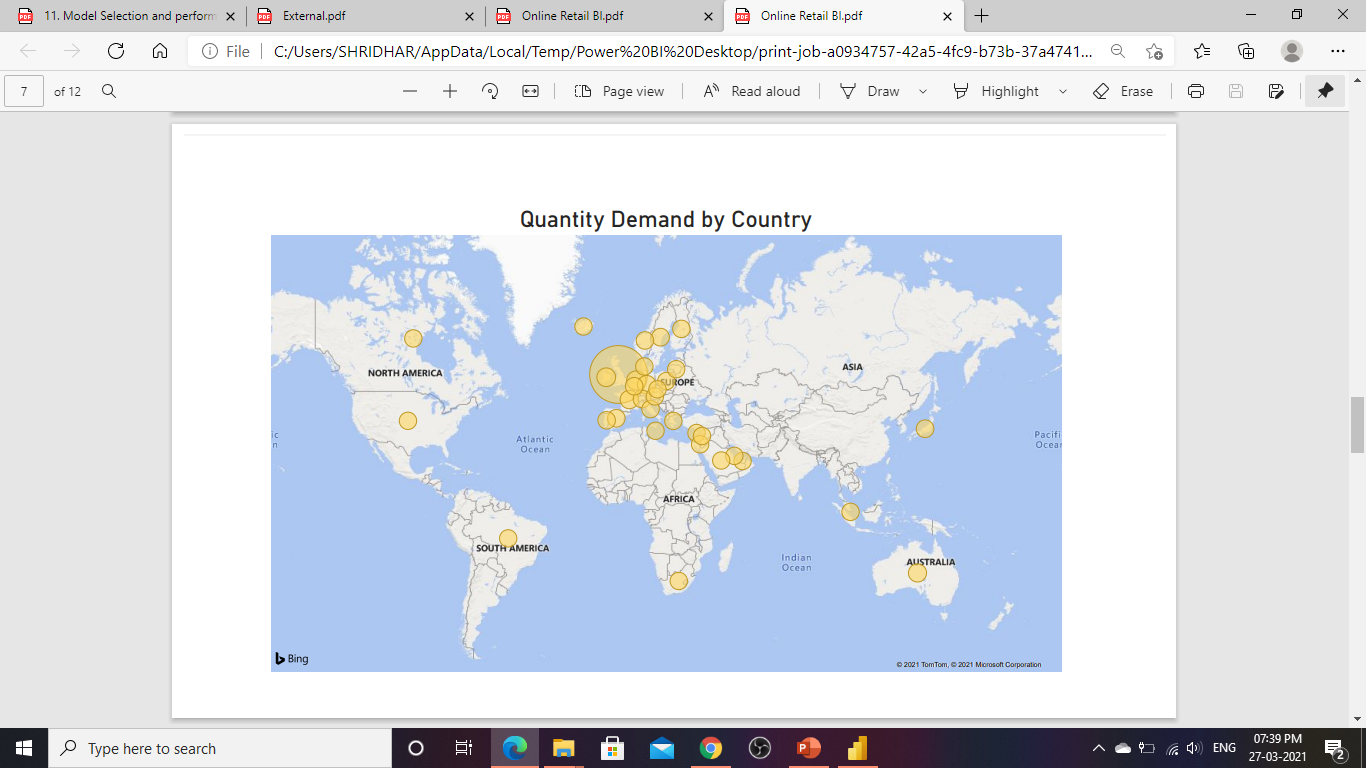 11. Model Selection and perform
External.pdf
Online Retail BI.pdf
Online Retail BI.pdf
File
C:/Users/SHRIDHAR/AppData/Local/Temp/Power%20BI%20Desktop/print-job-a0934757-42a5-4fc9-b73b-37a4741...
7 of 12
Page view
Read aloud
Draw
Highlight
Erase
Quantity Demand by Country
NORTH AMERICA
EUROPE
ASIA
Atlantic
Ocean
Pacifi
Ocear
ic
n
AFRICA
SOUTH AMERICA
Indian
Ocean
AUSTRALIA
Bing
© 2021 TomTom, © 2021 Microsoft Corporation
Type here to search
ENG
07:39 PM
27-03-2021
2